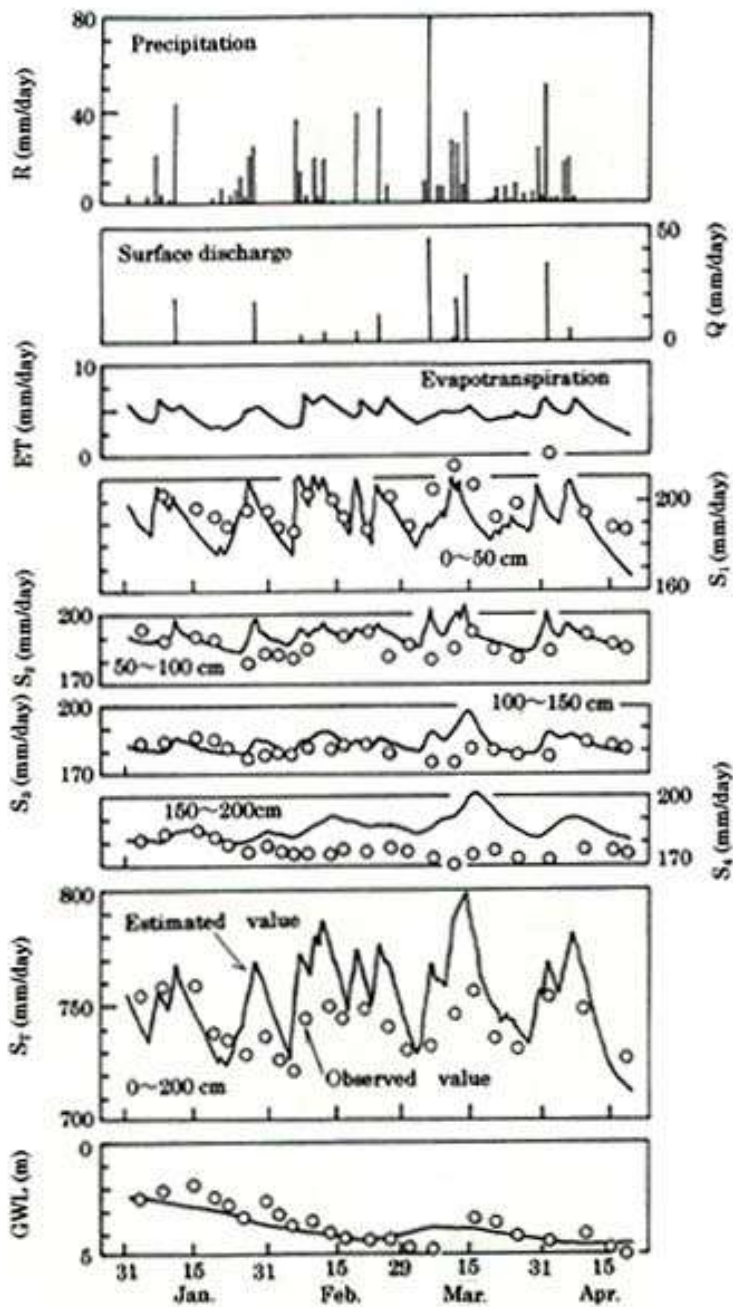 80
Precipitation
R (mm/day)
40
0
50
Surface discharge
Q (mm/day)
0
10
Evapotranspiration
ET (mm/day)
0
200
0~50 cm
S₁ (mm/day)
160
200
S₂ (mm/day)
50~100 cm
170
200
100~150 cm
S₃ (mm/day)
170
150~200cm
200
S₄ (mm/day)
170
800
Estimated value
S_T (mm/day)
750
Observed value
0~200 cm
700
0
GWL (m)
5
31 15 31 15 29 15 31 15
Jan. Feb. Mar. Apr.